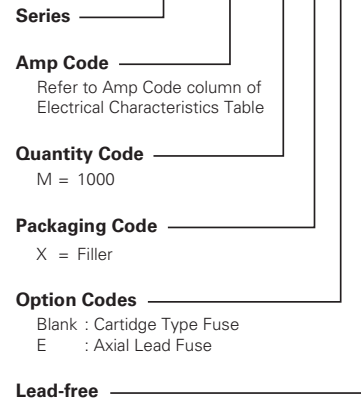 Series
Amp Code
Refer to Amp Code column of
Electrical Characteristics Table
Quantity Code
M = 1000
Packaging Code
X = Filler
Option Codes
Blank : Cartidge Type Fuse
E : Axial Lead Fuse
Lead-free